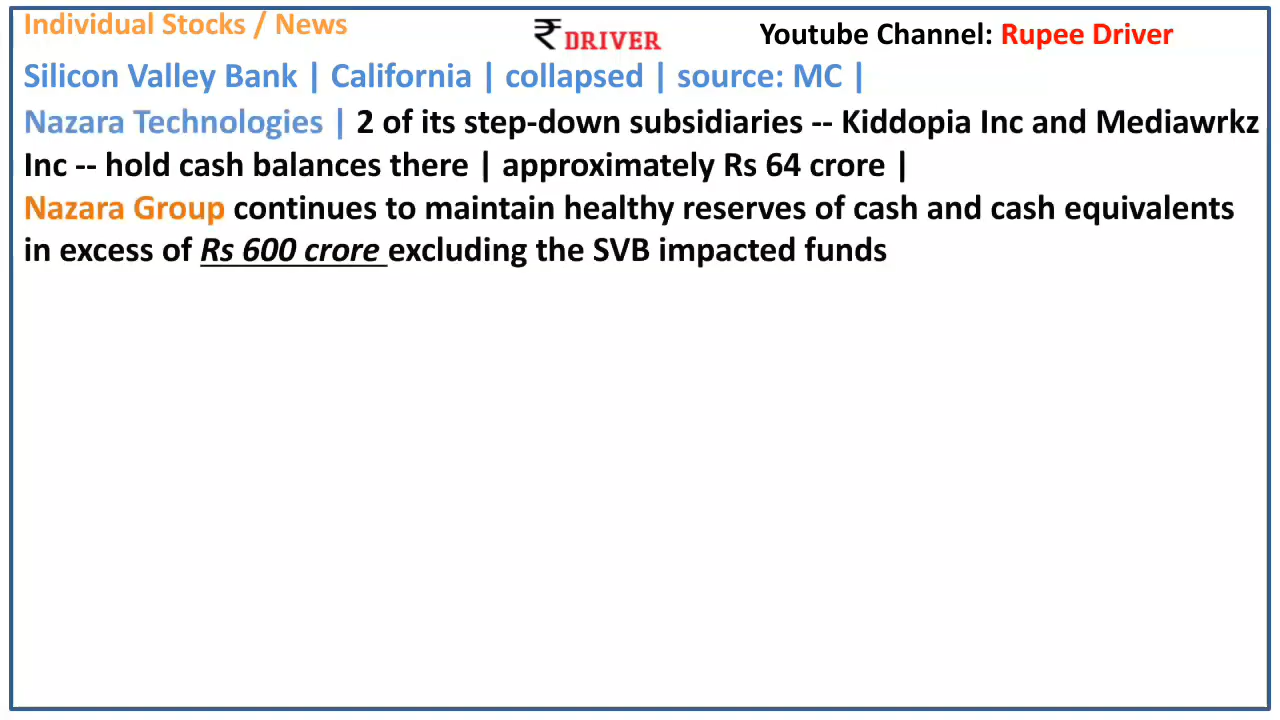 Individual Stocks / News
₹ DRIVER
Youtube Channel: Rupee Driver
Silicon Valley Bank | California | collapsed | source: MC |
Nazara Technologies | 2 of its step-down subsidiaries -- Kiddopia Inc and Mediawrkz
Inc -- hold cash balances there | approximately Rs 64 crore |
Nazara Group continues to maintain healthy reserves of cash and cash equivalents
in excess of Rs 600 crore excluding the SVB impacted funds